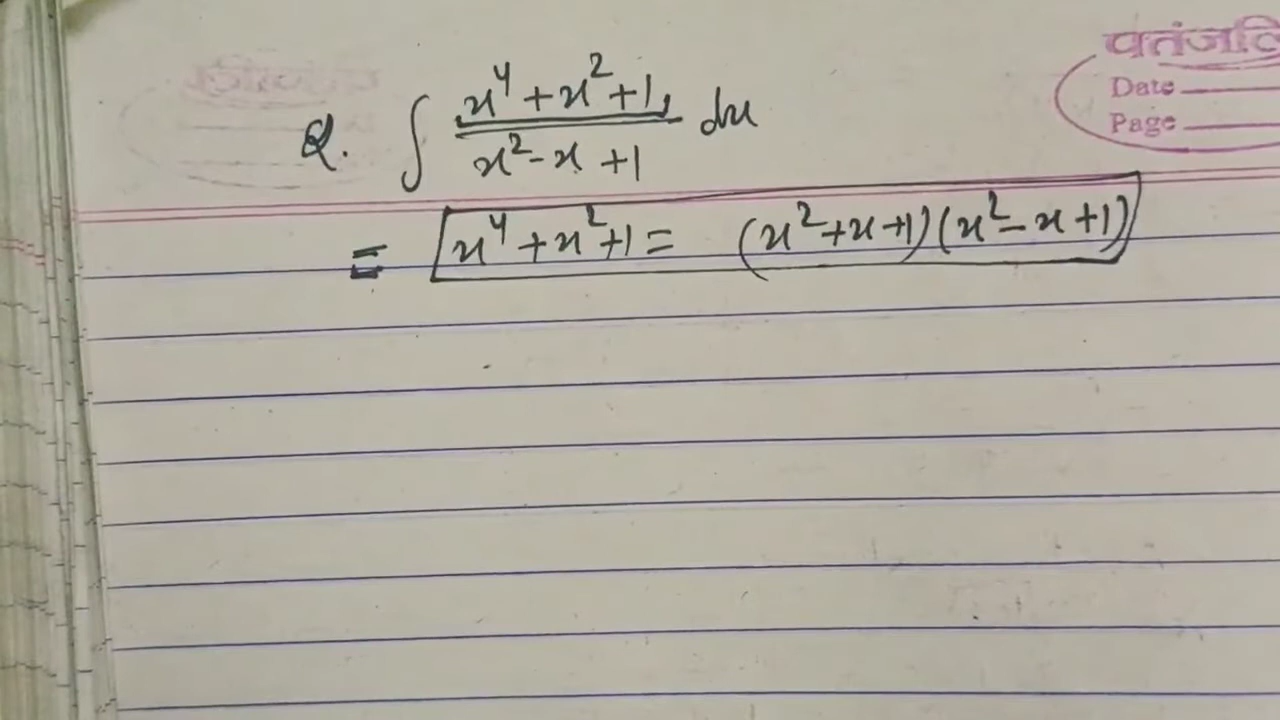 पतंजलि
Date
Page
Q. ∫ (x⁴ + x² + 1) / (x² - x + 1) dx
= x⁴ + x² + 1 = (x² + x + 1)(x² - x + 1)